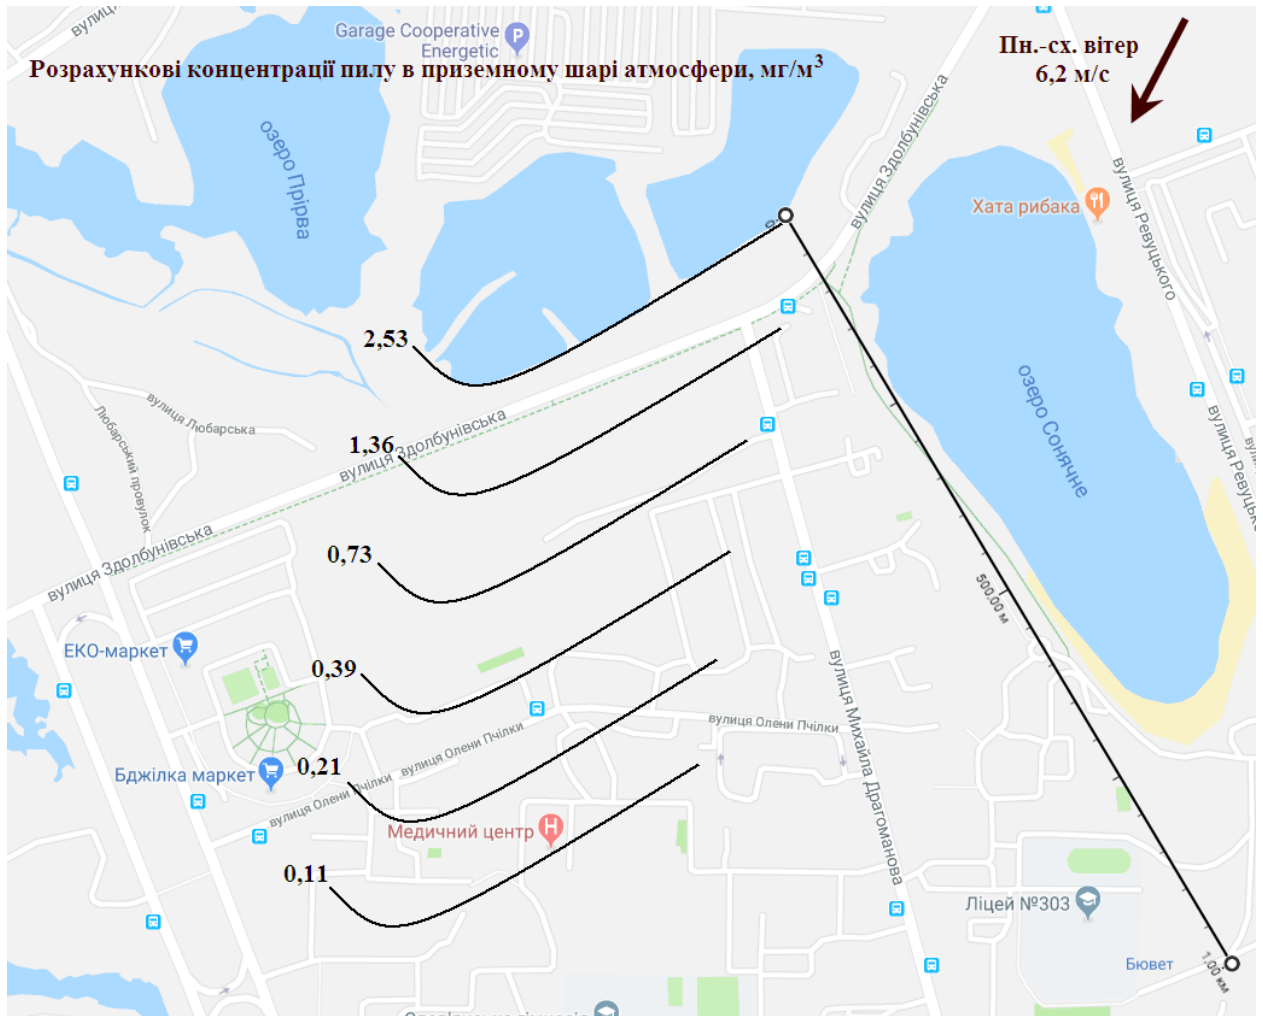 вулиця
Garage Cooperative
Energetic
P
Розрахункові концентрації пилу в приземному шарі атмосфери, мг/м³
Пн.-сх. вітер
6,2 м/с
озеро Прірва
вулиця Здолбунівська
Хата рибака
вулиця Ревуцького
2,53
вулиця Любарська
Любарський провулок
вулиця Здолбунівська
1,36
озеро Сонячне
вулиця Ревуцько
вули
0,73
вулиця Здолбунівська
500,00 м
ЕКО-маркет
0,39
вулиця Михайла Драгоманова
вулиця Олени Пчілки
вулиця Олени Пчілки
0,21
Бджілка маркет
вулиця Олени Пчілки
Медичний центр
H
0,11
Ліцей №303
Бювет
1,00 км